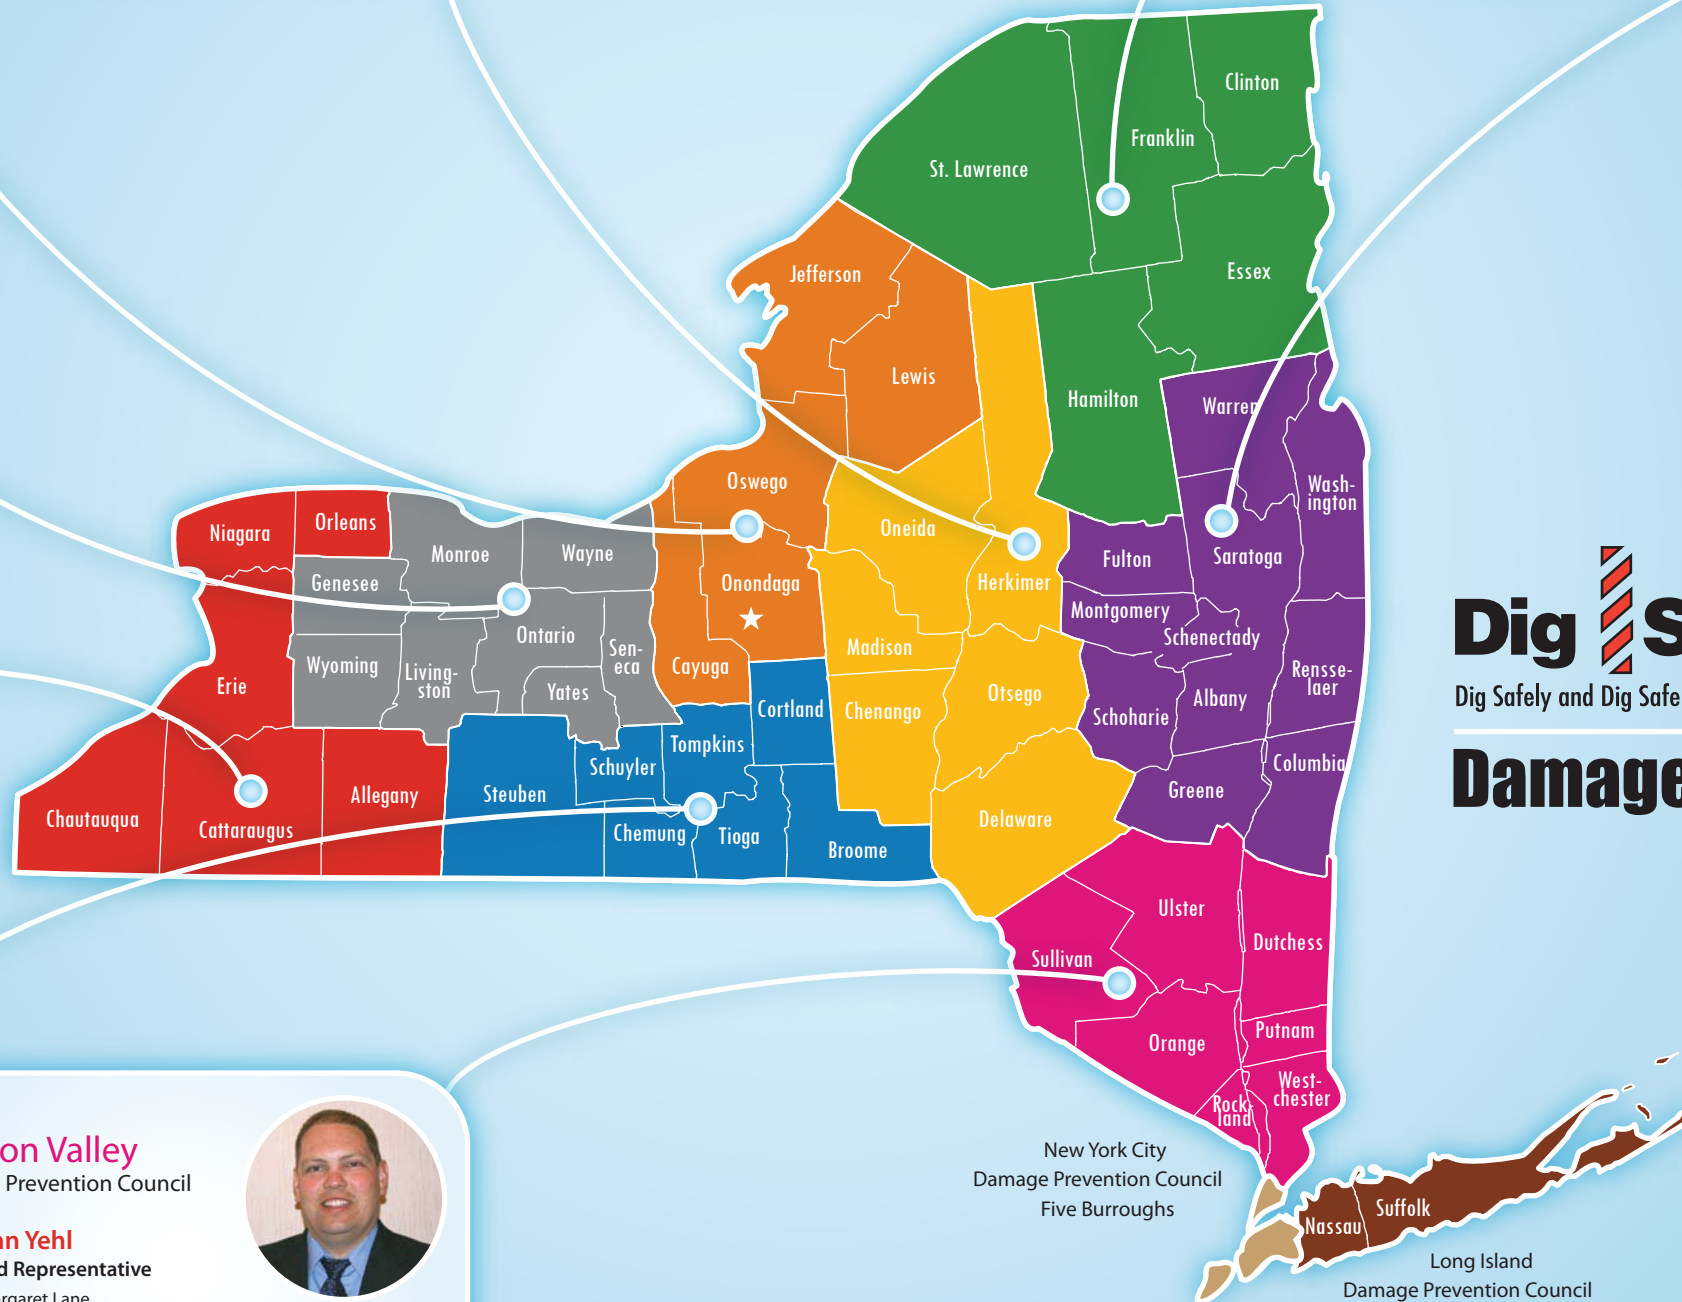 Clinton
Franklin
St. Lawrence
Essex
Jefferson
Lewis
Hamilton
Warren
Wash-
ington
Oswego
Oneida
Herkimer
Fulton
Saratoga
Niagara
Orleans
Monroe
Wayne
Genesee
Onondaga
Montgomery
Schenectady
Ontario
Sen-
eca
Madison
Wyoming
Living-
ston
Cayuga
Rensse-
laer
Erie
Yates
Otsego
Albany
Cortland
Chenango
Schoharie
Tompkins
Schuyler
Columbia
Steuben
Allegany
Greene
Chautauqua
Cattaraugus
Chemung
Tioga
Broome
Delaware
Ulster
Dutchess
Sullivan
Putnam
Orange
West-
chester
Rock-
land
Dig S
Dig Safely and Dig Safe
Damage
on Valley
Prevention Council
nn Yehl
d Representative
rgaret Lane
New York City
Damage Prevention Council
Five Burroughs
Nassau
Suffolk
Long Island
Damage Prevention Council